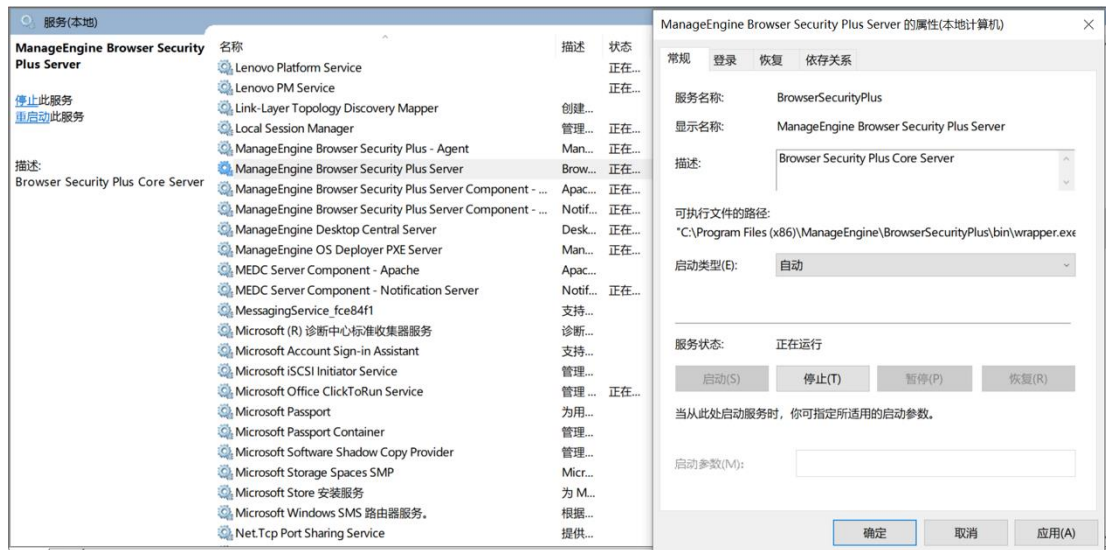 服务(本地)
ManageEngine Browser Security
Plus Server
停止此服务
重启动此服务
描述:
Browser Security Plus Core Server
名称 描述 状态
Lenovo Platform Service 正在...
Lenovo PM Service 正在...
Link-Layer Topology Discovery Mapper 创建...
Local Session Manager 管理... 正在...
ManageEngine Browser Security Plus - Agent Man... 正在...
ManageEngine Browser Security Plus Server Brow... 正在...
ManageEngine Browser Security Plus Server Component - ... Apac... 正在...
ManageEngine Browser Security Plus Server Component - ... Notif... 正在...
ManageEngine Desktop Central Server Desk... 正在...
ManageEngine OS Deployer PXE Server Man... 正在...
MEDC Server Component - Apache Apac...
MEDC Server Component - Notification Server Notif... 正在...
MessagingService_fce84f1 支持...
Microsoft (R) 诊断中心标准收集器服务 诊断...
Microsoft Account Sign-in Assistant 支持...
Microsoft iSCSI Initiator Service 管理...
Microsoft Office ClickToRun Service 管理 ... 正在...
Microsoft Passport 为用...
Microsoft Passport Container 管理...
Microsoft Software Shadow Copy Provider 管理...
Microsoft Storage Spaces SMP Micr...
Microsoft Store 安装服务 为 M...
Microsoft Windows SMS 路由器服务。 根据...
Net.Tcp Port Sharing Service 提供...
ManageEngine Browser Security Plus Server 的属性(本地计算机)
常规 登录 恢复 依存关系
服务名称: BrowserSecurityPlus
显示名称: ManageEngine Browser Security Plus Server
描述: Browser Security Plus Core Server
可执行文件的路径:
"C:\Program Files (x86)\ManageEngine\BrowserSecurityPlus\bin\wrapper.exe
启动类型(E): 自动
服务状态: 正在运行
启动(S) 停止(T) 暂停(P) 恢复(R)
当从此处启动服务时，你可指定所适用的启动参数。
启动参数(M):
确定 取消 应用(A)